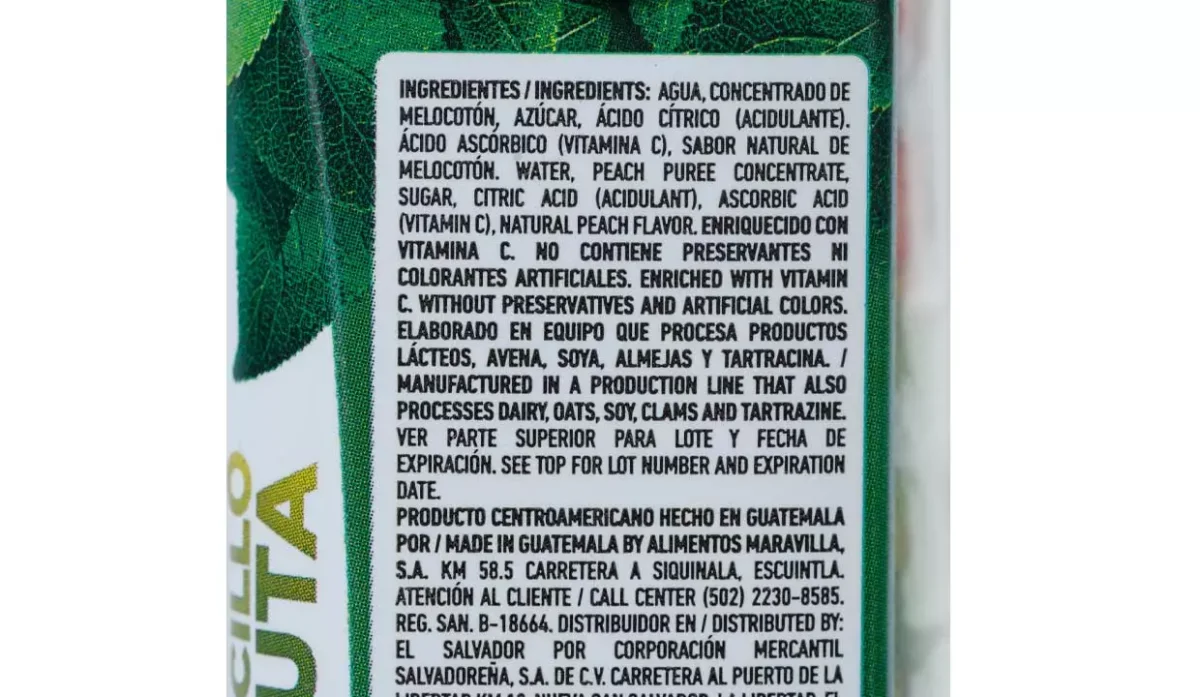 INGREDIENTES / INGREDIENTS: AGUA, CONCENTRADO DE
MELOCOTÓN, AZÚCAR, ÁCIDO CÍTRICO (ACIDULANTE).
ÁCIDO ASCÓRBICO (VITAMINA C), SABOR NATURAL DE
MELOCOTÓN. WATER, PEACH PUREE CONCENTRATE,
SUGAR, CITRIC ACID (ACIDULANT), ASCORBIC ACID
(VITAMIN C), NATURAL PEACH FLAVOR. ENRIQUECIDO CON
VITAMINA C. NO CONTIENE PRESERVANTES NI
COLORANTES ARTIFICIALES. ENRICHED WITH VITAMIN
C. WITHOUT PRESERVATIVES AND ARTIFICIAL COLORS.
ELABORADO EN EQUIPO QUE PROCESA PRODUCTOS
LÁCTEOS, AVENA, SOYA, ALMEJAS Y TARTRACINA. /
MANUFACTURED IN A PRODUCTION LINE THAT ALSO
PROCESSES DAIRY, OATS, SOY, CLAMS AND TARTRAZINE.
VER PARTE SUPERIOR PARA LOTE Y FECHA DE
EXPIRACIÓN. SEE TOP FOR LOT NUMBER AND EXPIRATION
DATE.
PRODUCTO CENTROAMERICANO HECHO EN GUATEMALA
POR / MADE IN GUATEMALA BY ALIMENTOS MARAVILLA,
S.A. KM 58.5 CARRETERA A SIQUINALA, ESCUINTLA.
ATENCIÓN AL CLIENTE / CALL CENTER (502) 2230-8585.
REG. SAN. B-18664. DISTRIBUIDOR EN / DISTRIBUTED BY:
EL SALVADOR POR CORPORACIÓN MERCANTIL
SALVADOREÑA, S.A. DE C.V. CARRETERA AL PUERTO DE LA
CILLO
UTA